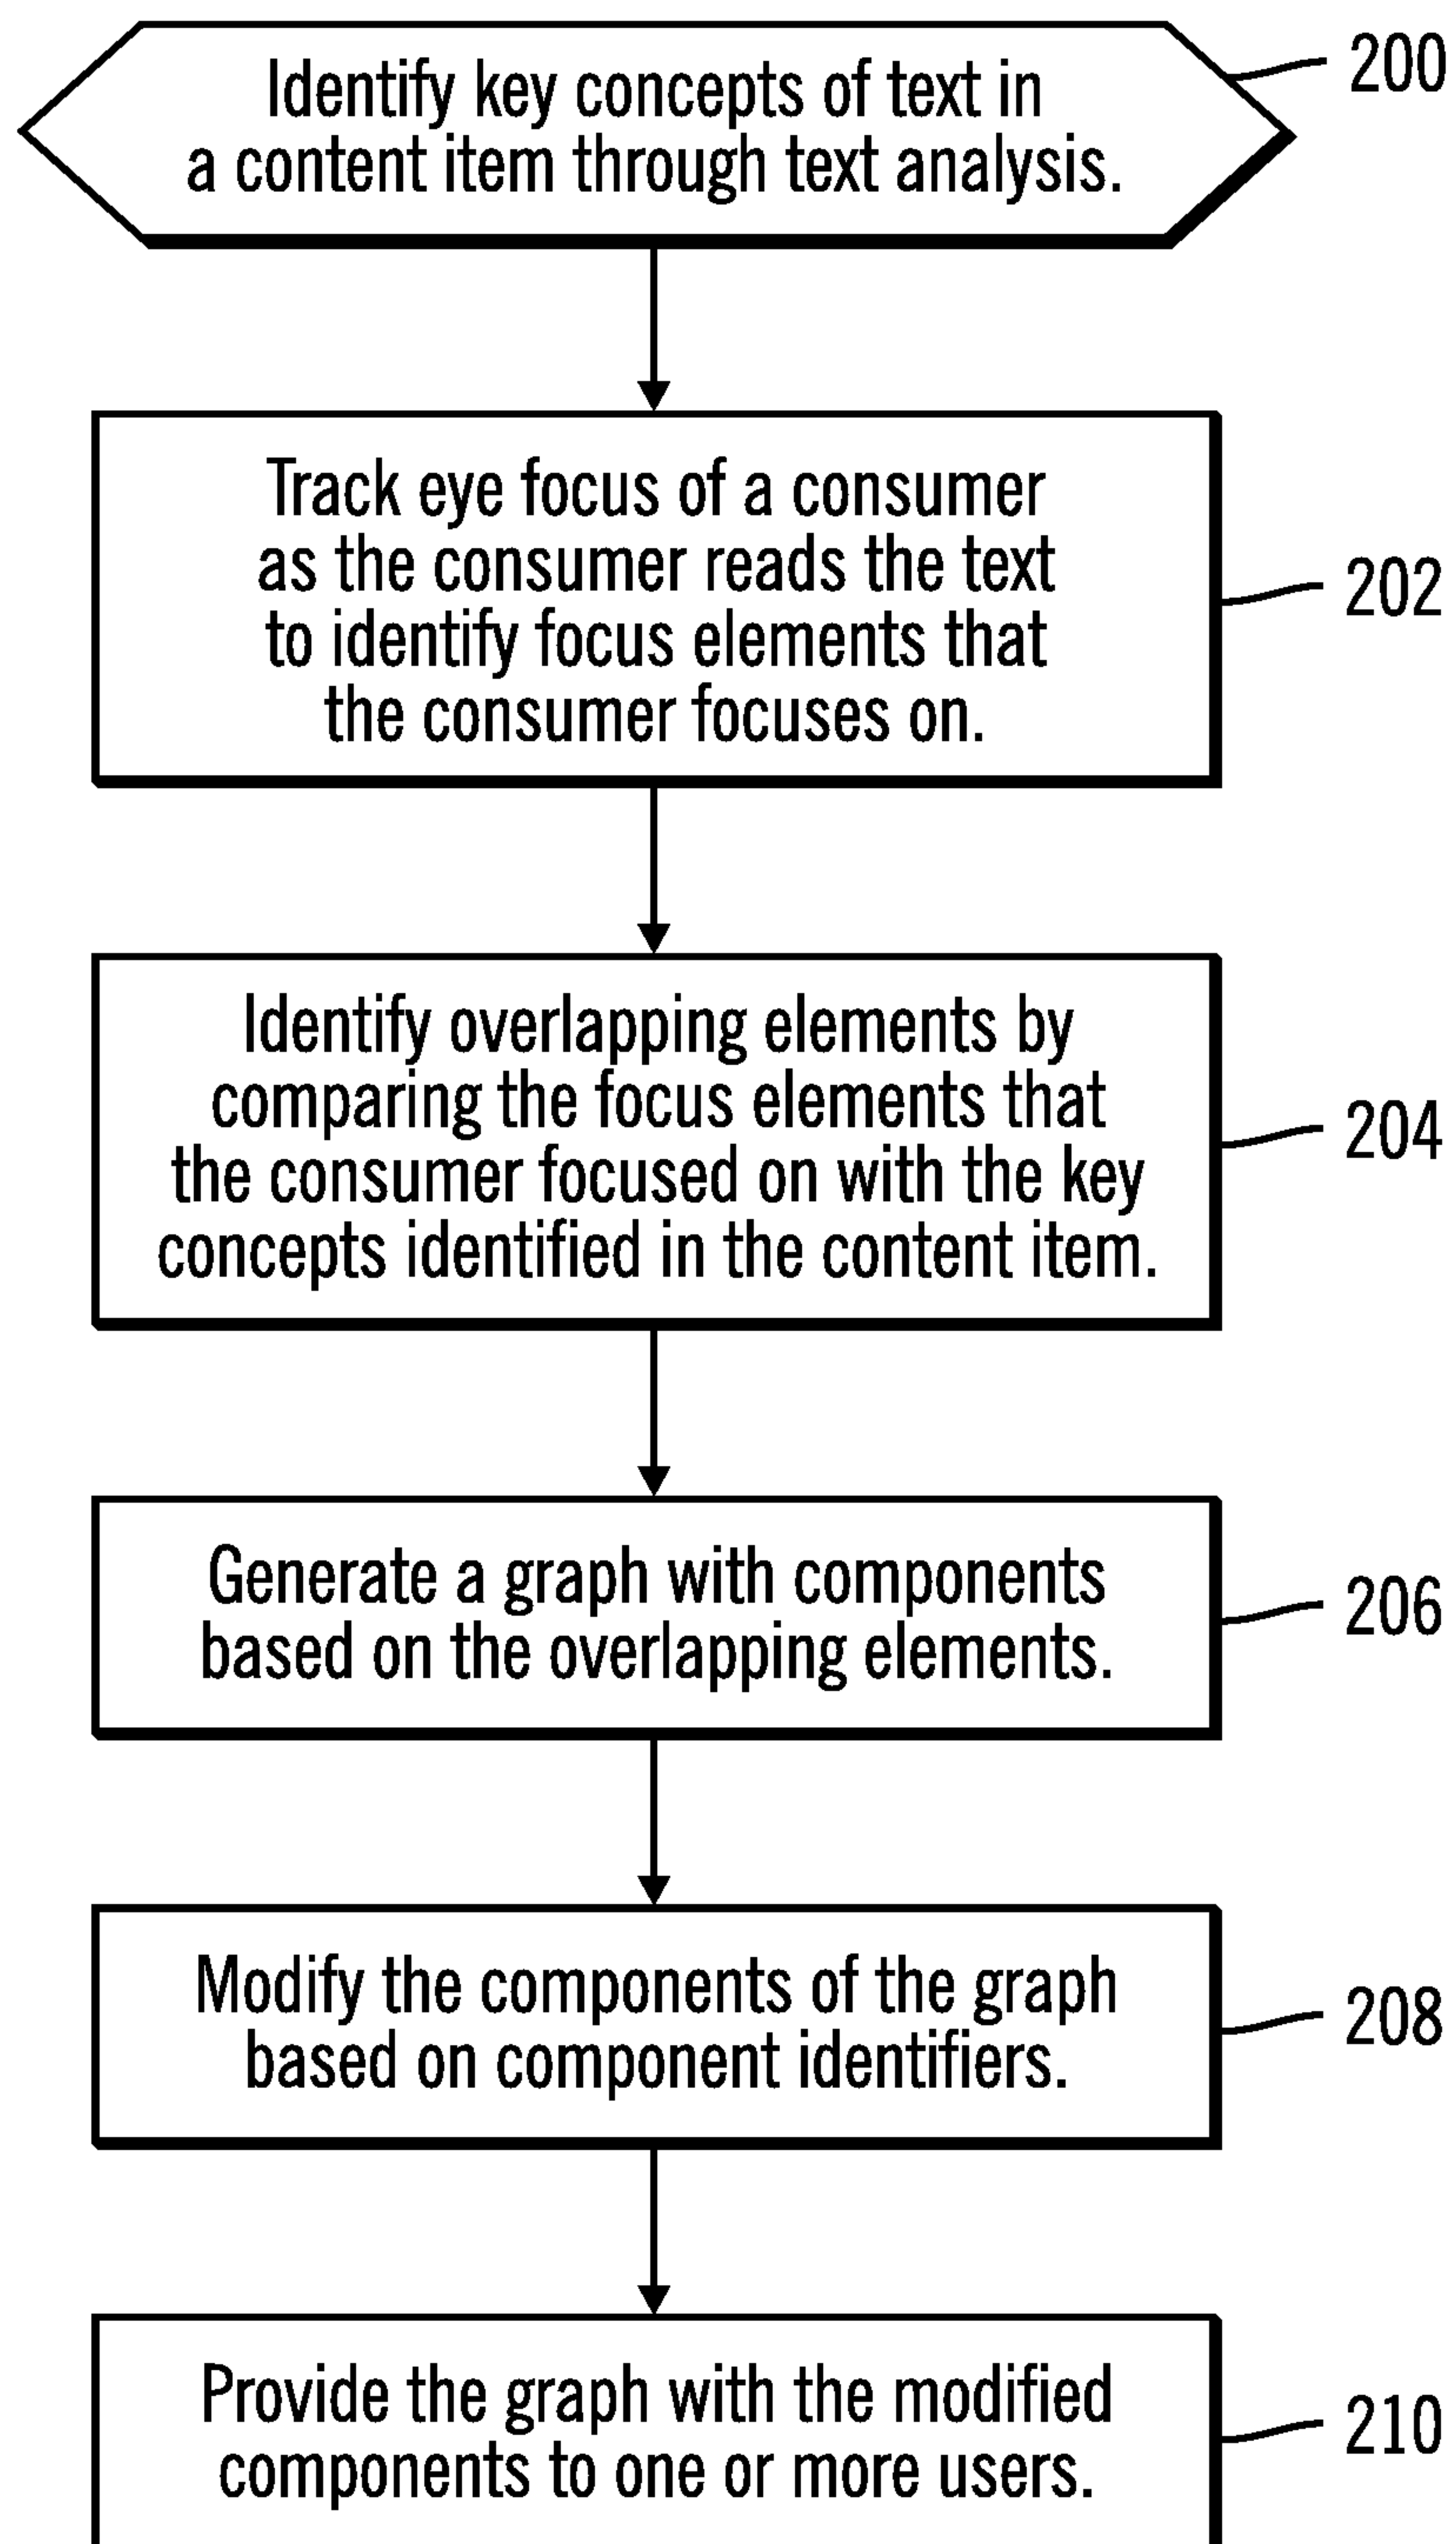 Identify key concepts of text in
a content item through text analysis.
200
Track eye focus of a consumer
as the consumer reads the text
to identify focus elements that
the consumer focuses on.
202
Identify overlapping elements by
comparing the focus elements that
the consumer focused on with the key
concepts identified in the content item.
204
Generate a graph with components
based on the overlapping elements.
206
Modify the components of the graph
based on component identifiers.
208
Provide the graph with the modified
components to one or more users.
210